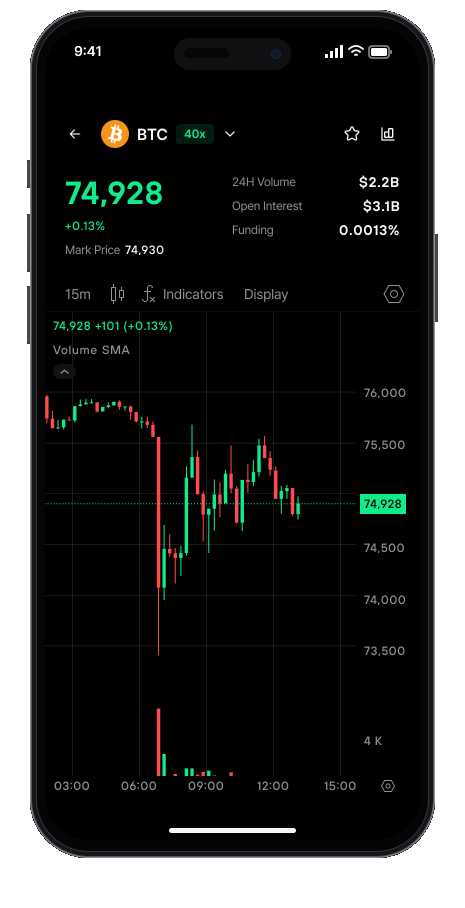 9:41
BTC 40x
74,928
+0.13%
Mark Price 74,930
24H Volume $2.2B
Open Interest $3.1B
Funding 0.0013%
15m Indicators Display
74,928 +101 (+0.13%)
Volume SMA
76,000
75,500
74,928
74,500
74,000
73,500
4 K
03:00 06:00 09:00 12:00 15:00